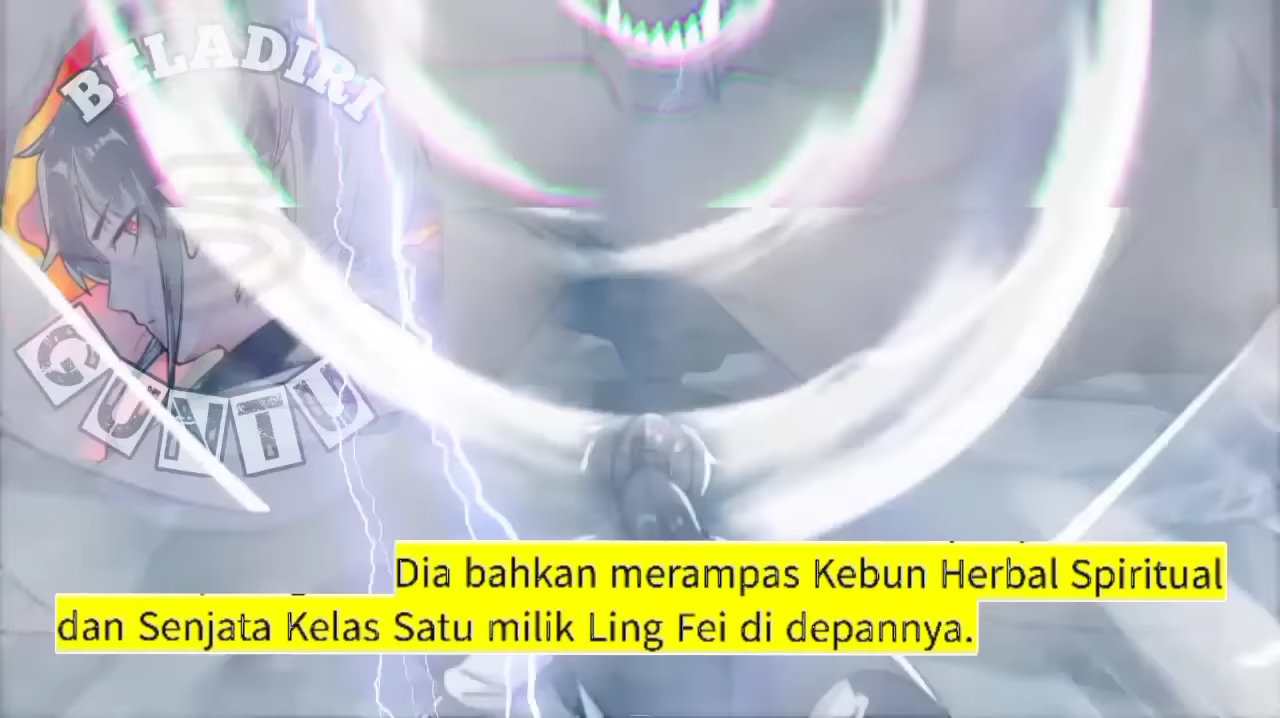 BELADIRI
GUNTU
Dia bahkan merampas Kebun Herbal Spiritual
dan Senjata Kelas Satu milik Ling Fei di depannya.